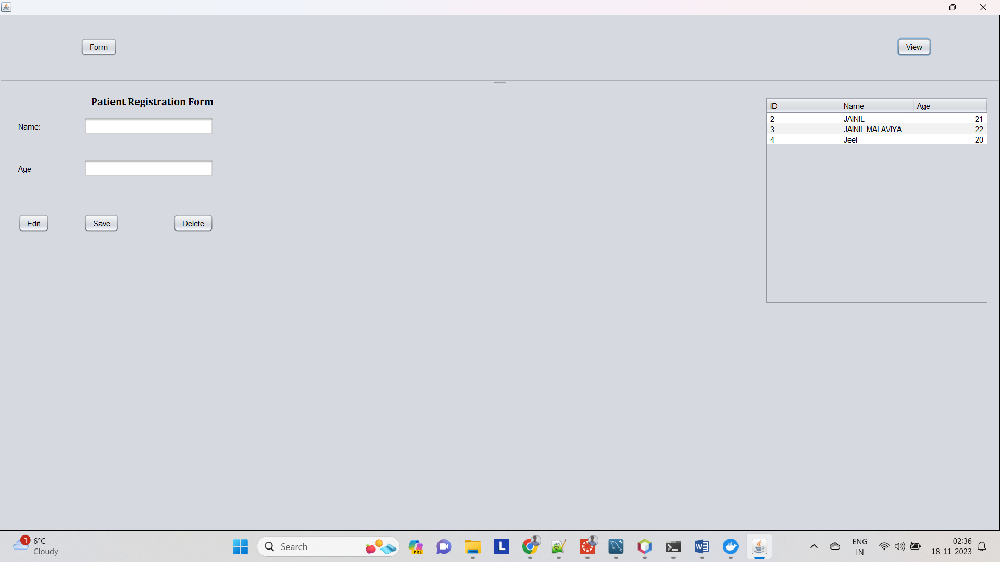 Form
View
Patient Registration Form
Name:
Age
Edit Save Delete
ID Name Age
2 JAINIL 21
3 JAINIL MALAVIYA 22
4 Jeel 20
1
6°C
Cloudy
Search
PRE
L
W
ENG
IN
02:36
18-11-2023